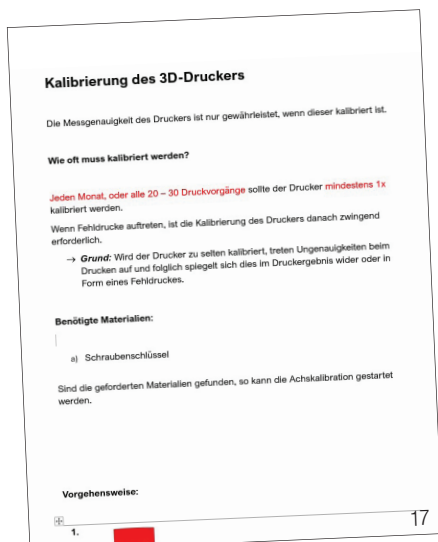 Kalibrierung des 3D-Druckers
Die Messgenauigkeit des Druckers ist nur gewährleistet, wenn dieser kalibriert ist.
Wie oft muss kalibriert werden?
Jeden Monat, oder alle 20 – 30 Druckvorgänge sollte der Drucker mindestens 1x
kalibriert werden.
Wenn Fehldrucke auftreten, ist die Kalibrierung des Druckers danach zwingend
erforderlich.
→ Grund: Wird der Drucker zu selten kalibriert, treten Ungenauigkeiten beim
Drucken auf und folglich spiegelt sich dies im Druckergebnis wider oder in
Form eines Fehldruckes.
Benötigte Materialien:
a) Schraubenschlüssel
Sind die geforderten Materialien gefunden, so kann die Achskalibration gestartet
werden.
Vorgehensweise:
17
1.